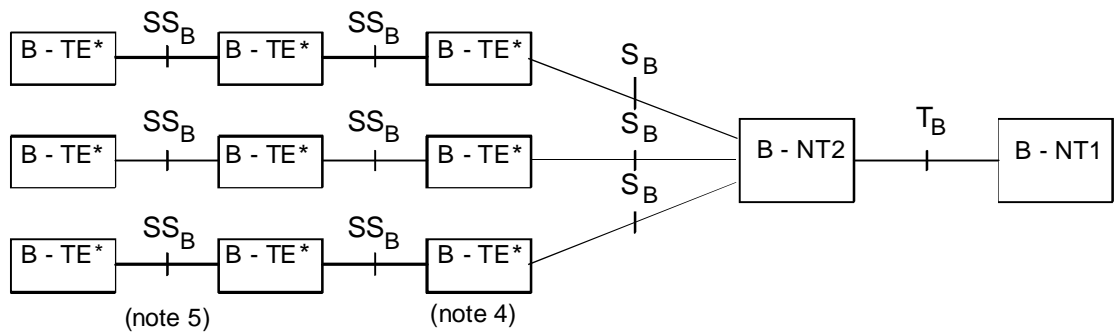 SS_B SS_B
B - TE* B - TE* B - TE*
S_B
SS_B SS_B S_B T_B
B - TE* B - TE* B - TE* B - NT2 B - NT1
S_B
SS_B SS_B
B - TE* B - TE* B - TE*
(note 5) (note 4)